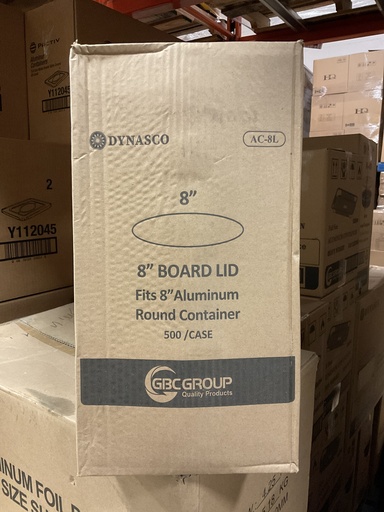 DYNASCO
AC-8L
8”
8” BOARD LID
Fits 8”Aluminum
Round Container
500 /CASE
GBC GROUP
Quality Products
Y112045
2
Y112045
INUM FOIL
SIZE